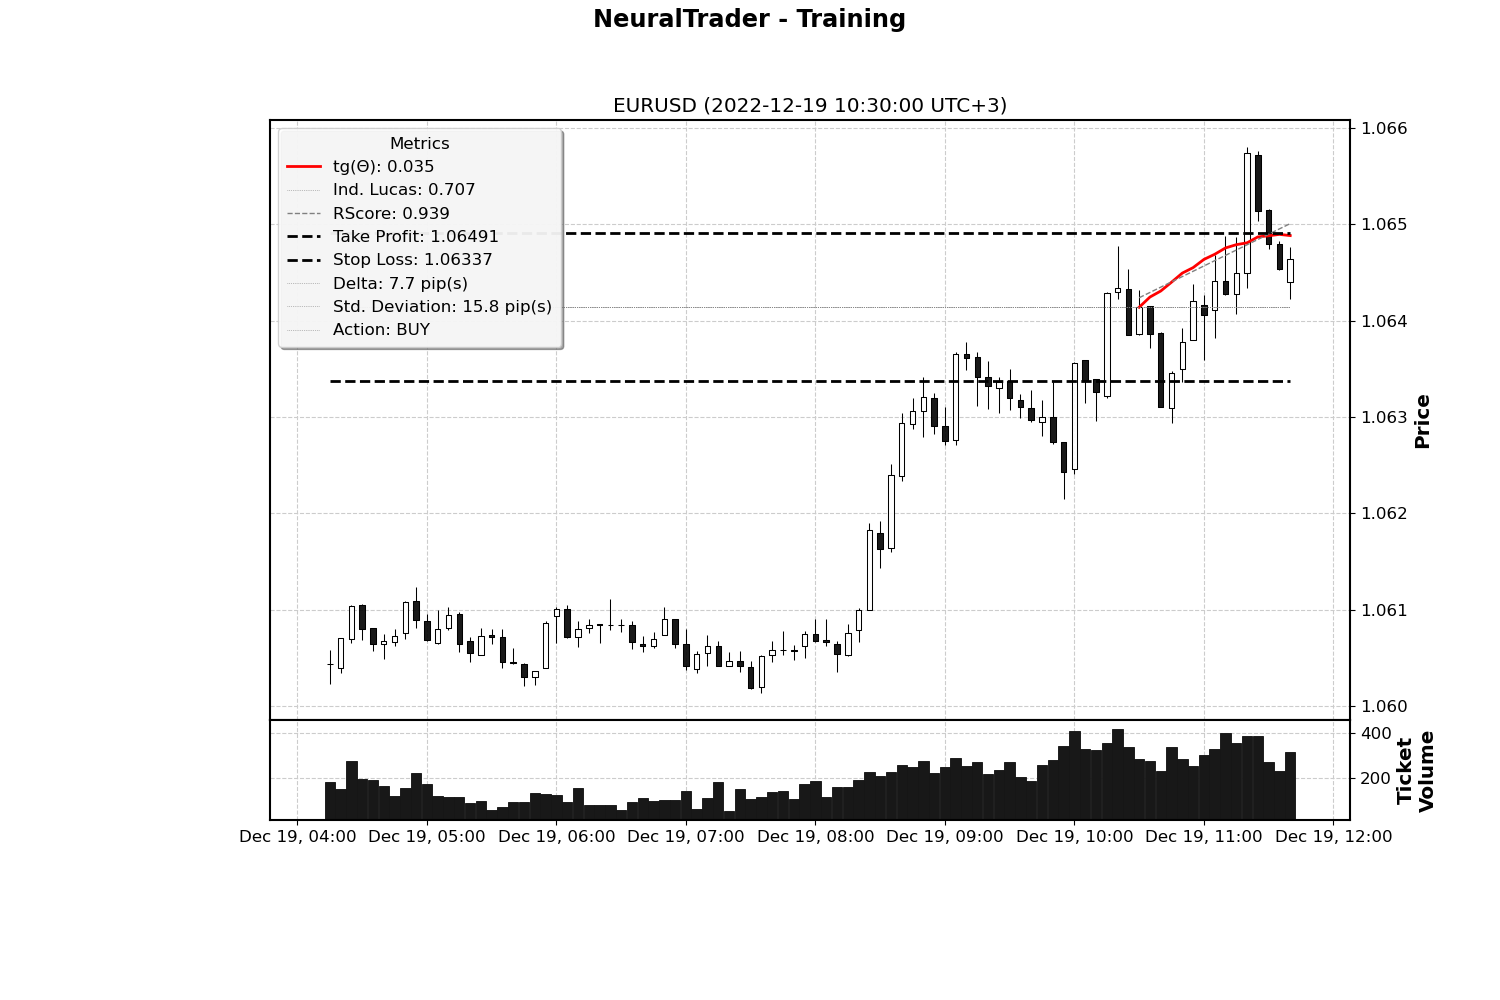 NeuralTrader - Training
EURUSD (2022-12-19 10:30:00 UTC+3)
Metrics
tg(Θ): 0.035
Ind. Lucas: 0.707
RScore: 0.939
Take Profit: 1.06491
Stop Loss: 1.06337
Delta: 7.7 pip(s)
Std. Deviation: 15.8 pip(s)
Action: BUY
1.066
1.065
1.064
1.063
1.062
1.061
1.060
Price
400
200
Ticket
Volume
Dec 19, 04:00
Dec 19, 05:00
Dec 19, 06:00
Dec 19, 07:00
Dec 19, 08:00
Dec 19, 09:00
Dec 19, 10:00
Dec 19, 11:00
Dec 19, 12:00